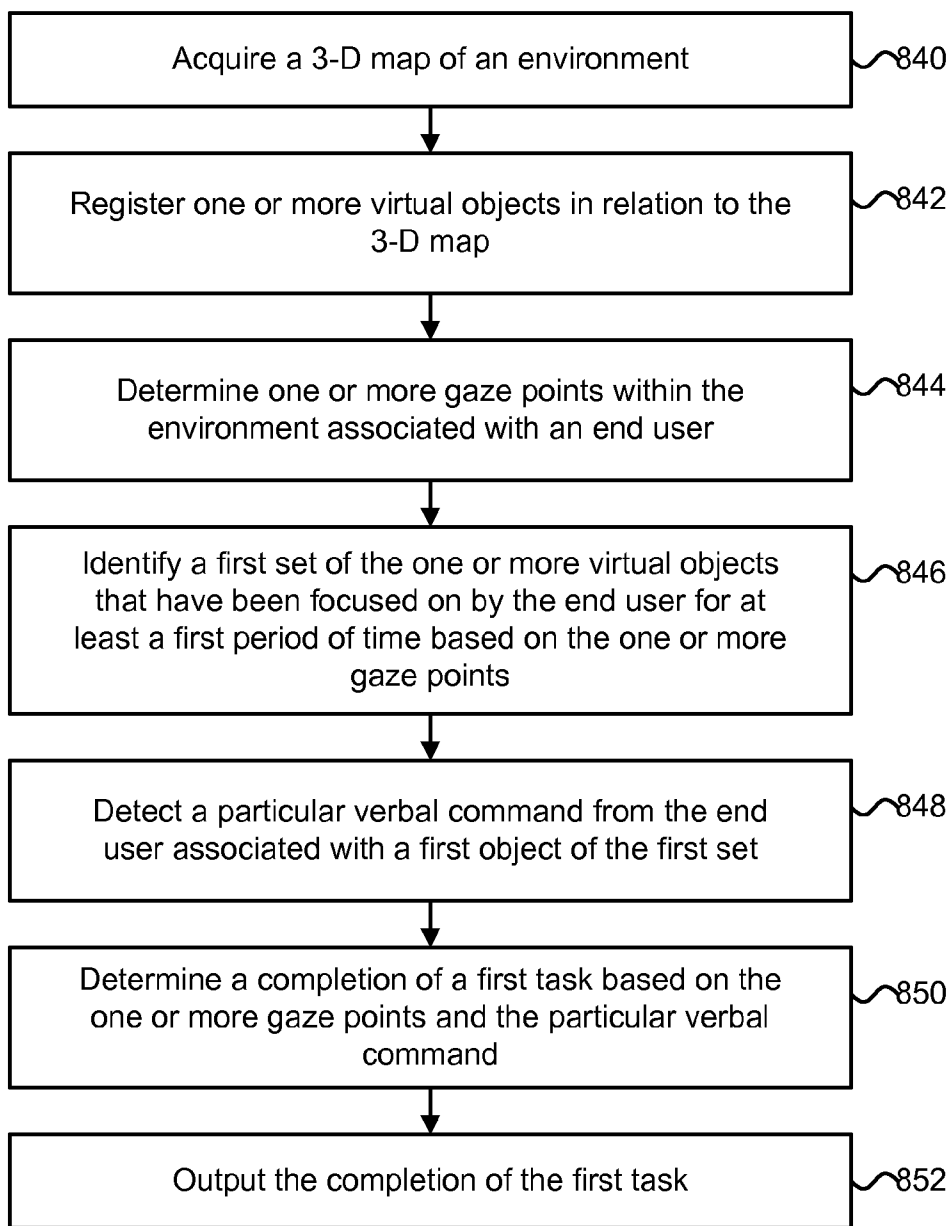 Acquire a 3-D map of an environment
840
Register one or more virtual objects in relation to the
3-D map
842
Determine one or more gaze points within the
environment associated with an end user
844
Identify a first set of the one or more virtual objects
that have been focused on by the end user for at
least a first period of time based on the one or more
gaze points
846
Detect a particular verbal command from the end
user associated with a first object of the first set
848
Determine a completion of a first task based on the
one or more gaze points and the particular verbal
command
850
Output the completion of the first task
852